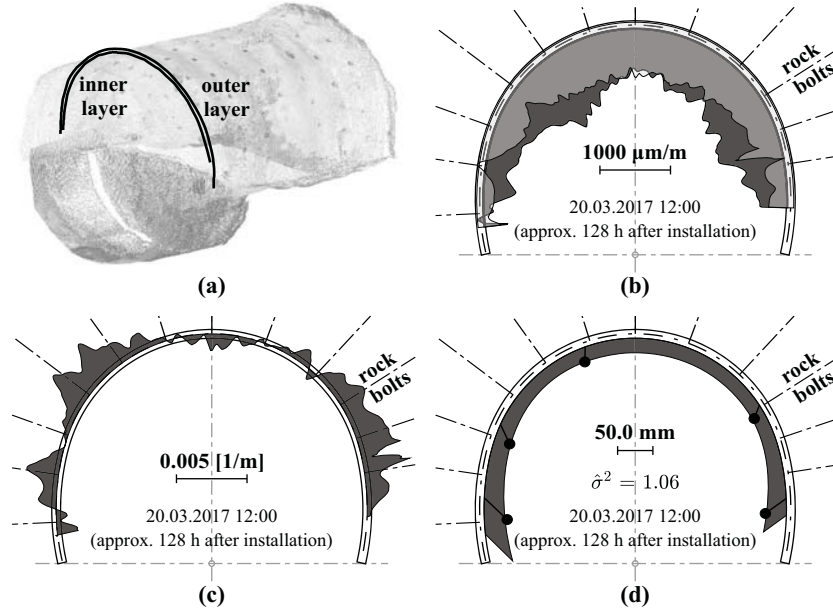 inner
layer
outer
layer
(a)
rock
bolts
1000 μm/m
20.03.2017 12:00
(approx. 128 h after installation)
(b)
rock
bolts
0.005 [1/m]
20.03.2017 12:00
(approx. 128 h after installation)
(c)
rock
bolts
50.0 mm
σ̂² = 1.06
20.03.2017 12:00
(approx. 128 h after installation)
(d)